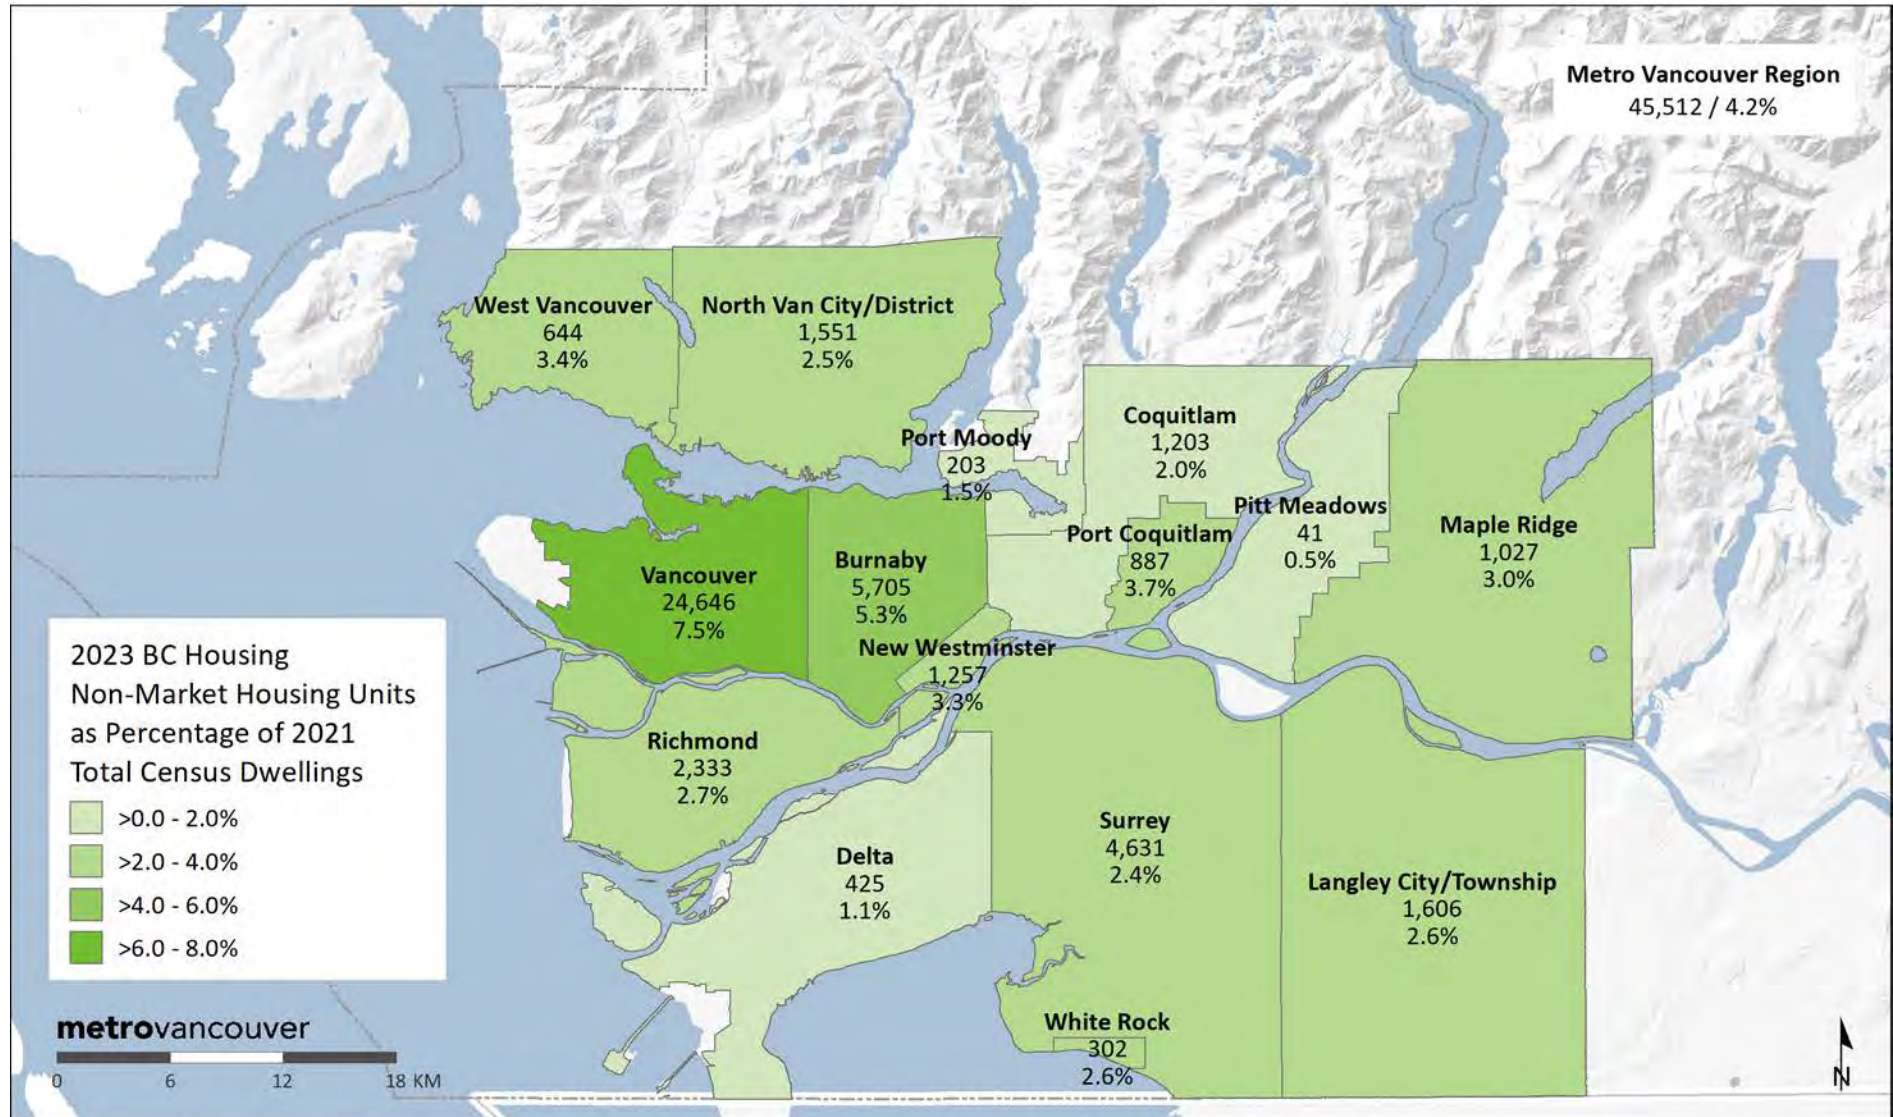 Metro Vancouver Region
45,512 / 4.2%
West Vancouver
644
3.4%
North Van City/District
1,551
2.5%
Port Moody
203
1.5%
Coquitlam
1,203
2.0%
Pitt Meadows
41
0.5%
Port Coquitlam
887
3.7%
Maple Ridge
1,027
3.0%
Vancouver
24,646
7.5%
Burnaby
5,705
5.3%
New Westminster
1,257
3.3%
Richmond
2,333
2.7%
Delta
425
1.1%
Surrey
4,631
2.4%
Langley City/Township
1,606
2.6%
White Rock
302
2.6%
2023 BC Housing
Non-Market Housing Units
as Percentage of 2021
Total Census Dwellings
>0.0 - 2.0%
>2.0 - 4.0%
>4.0 - 6.0%
>6.0 - 8.0%
metrovancouver
0 6 12 18 KM
N